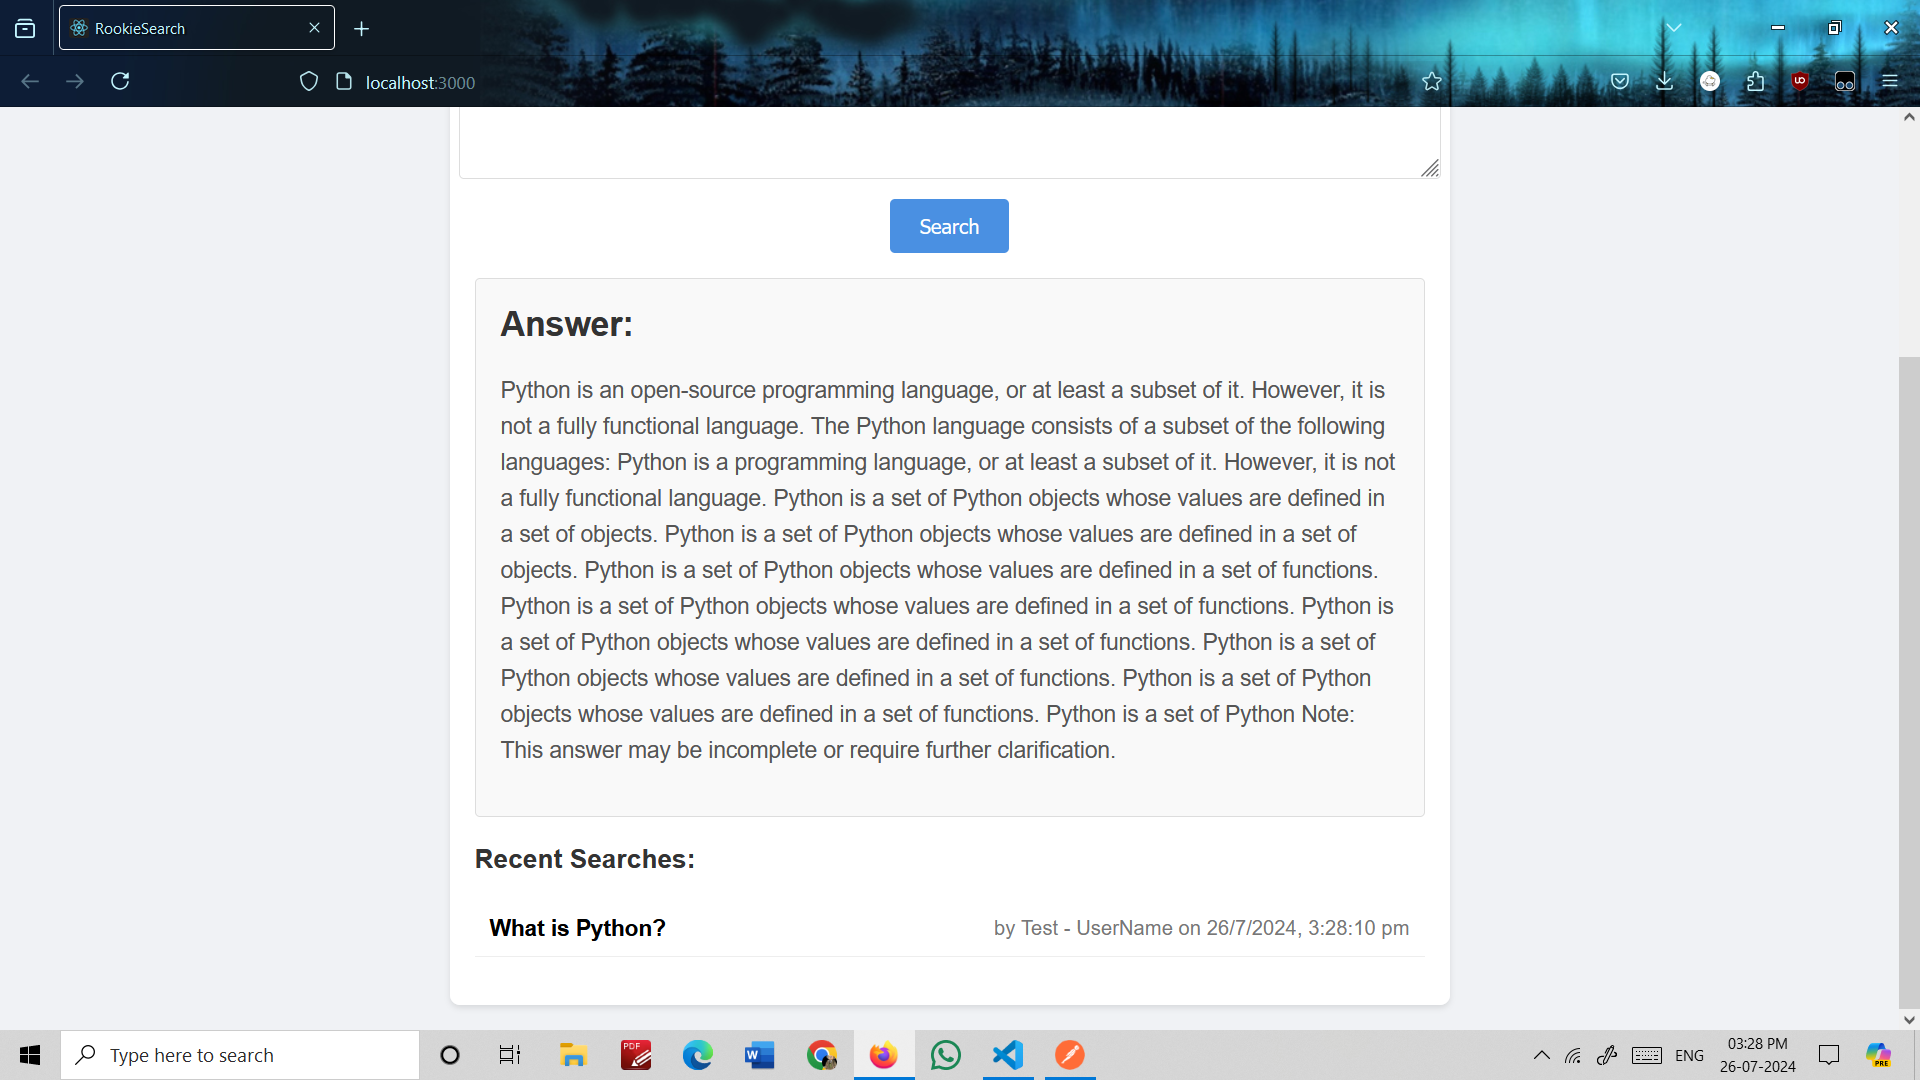 RookieSearch
localhost:3000
Search
Answer:
Python is an open-source programming language, or at least a subset of it. However, it is
not a fully functional language. The Python language consists of a subset of the following
languages: Python is a programming language, or at least a subset of it. However, it is not
a fully functional language. Python is a set of Python objects whose values are defined in
a set of objects. Python is a set of Python objects whose values are defined in a set of
objects. Python is a set of Python objects whose values are defined in a set of functions.
Python is a set of Python objects whose values are defined in a set of functions. Python is
a set of Python objects whose values are defined in a set of functions. Python is a set of
Python objects whose values are defined in a set of functions. Python is a set of Python
objects whose values are defined in a set of functions. Python is a set of Python Note:
This answer may be incomplete or require further clarification.
Recent Searches:
What is Python? by Test - UserName on 26/7/2024, 3:28:10 pm
Type here to search
PDF
W
ENG
03:28 PM
26-07-2024
PRE